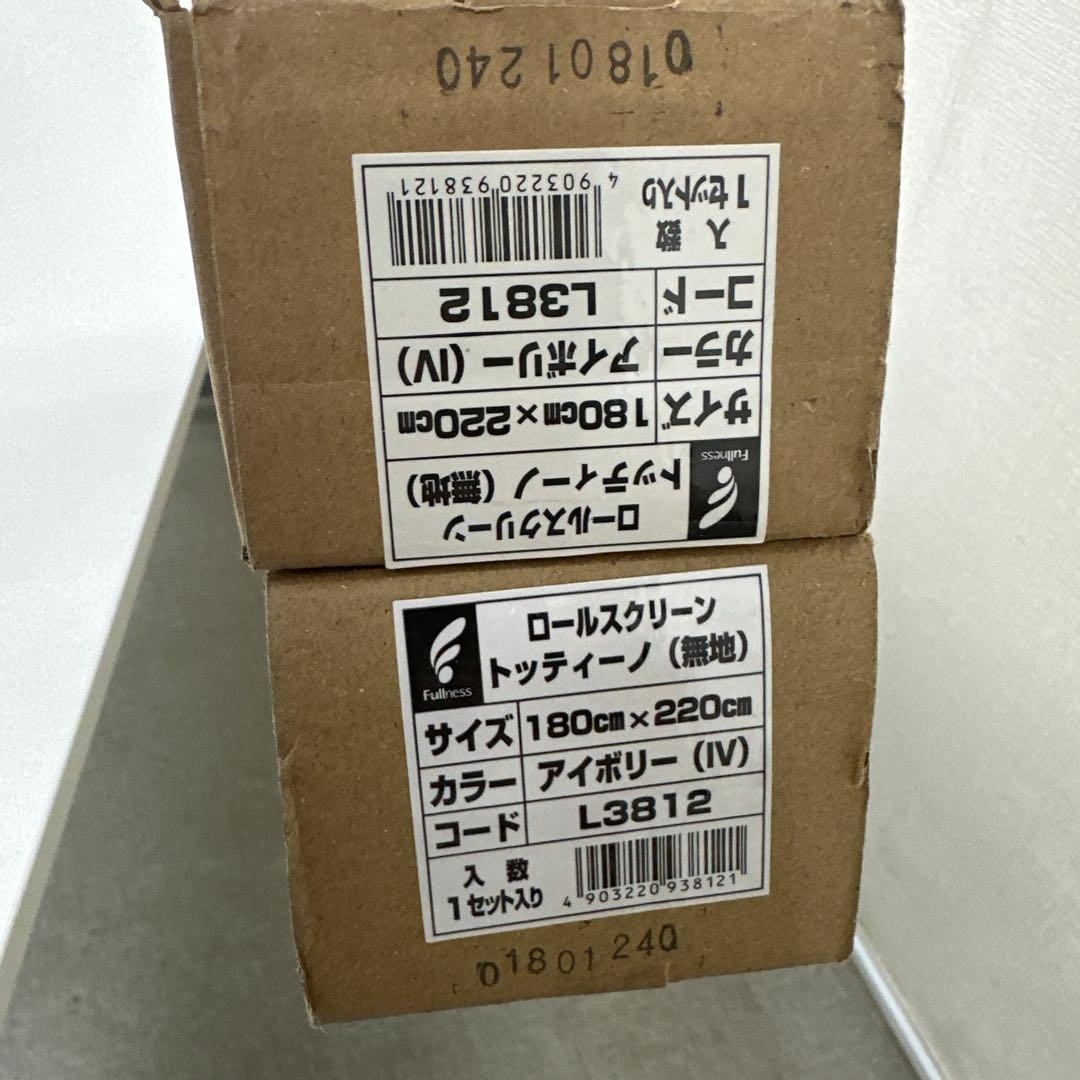 01801240
4 903220 938121
入 数
1セット入り
コード L3812
カラー アイボリー (IV)
サイズ 180cm×220cm
Fullness
ロールスクリーン
トッティーノ (無地)
Fullness
ロールスクリーン
トッティーノ (無地)
サイズ 180cm×220cm
カラー アイボリー (IV)
コード L3812
入 数
1セット入り
4 903220 938121
01801240